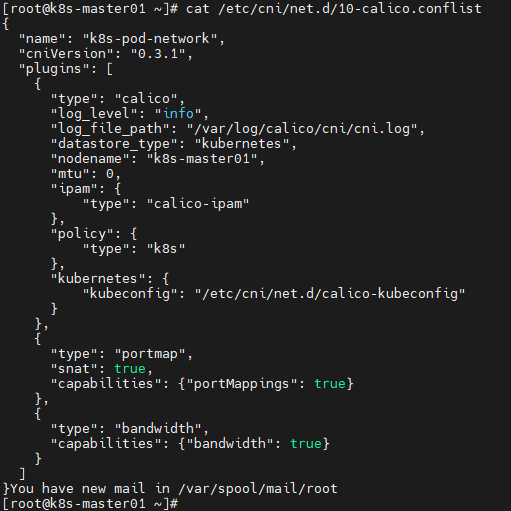 [root@k8s-master01 ~]# cat /etc/cni/net.d/10-calico.conflist
{
  "name": "k8s-pod-network",
  "cniVersion": "0.3.1",
  "plugins": [
    {
      "type": "calico",
      "log_level": "info",
      "log_file_path": "/var/log/calico/cni/cni.log",
      "datastore_type": "kubernetes",
      "nodename": "k8s-master01",
      "mtu": 0,
      "ipam": {
          "type": "calico-ipam"
      },
      "policy": {
          "type": "k8s"
      },
      "kubernetes": {
          "kubeconfig": "/etc/cni/net.d/calico-kubeconfig"
      }
    },
    {
      "type": "portmap",
      "snat": true,
      "capabilities": {"portMappings": true}
    },
    {
      "type": "bandwidth",
      "capabilities": {"bandwidth": true}
    }
  ]
}You have new mail in /var/spool/mail/root
[root@k8s-master01 ~]#